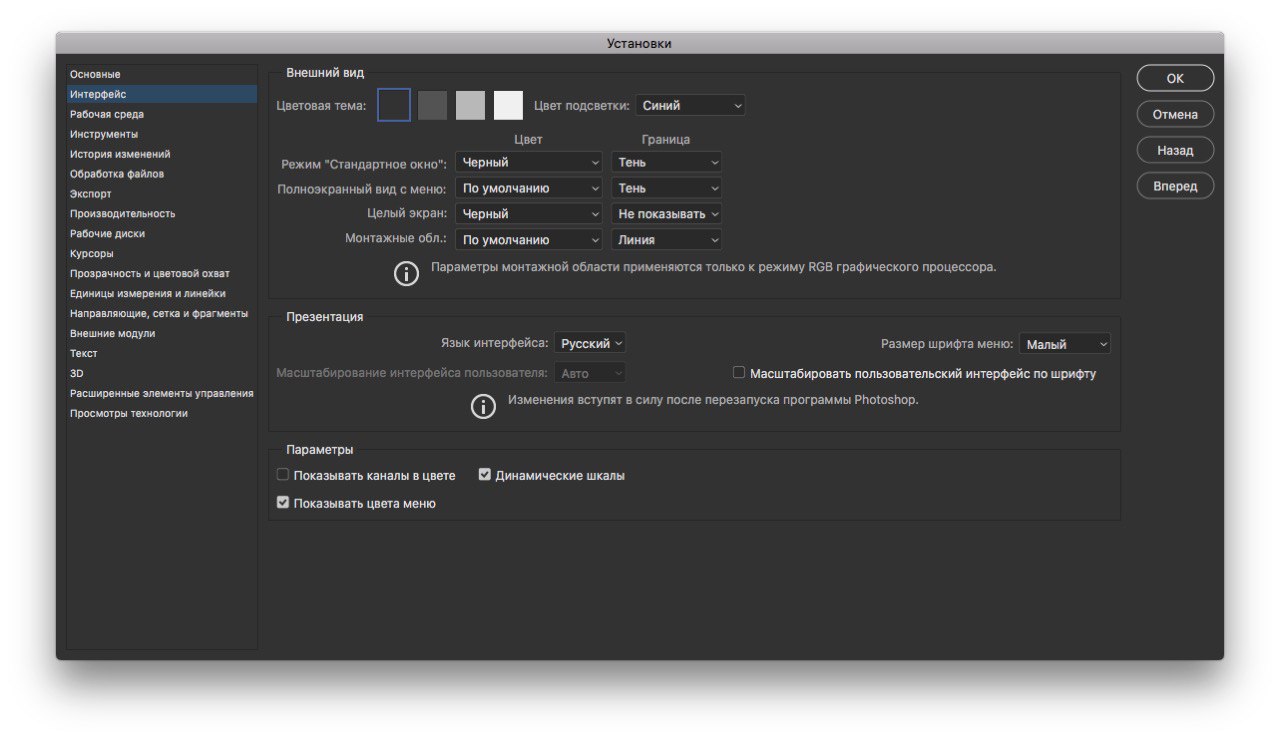 Установки
Основные
Интерфейс
Рабочая среда
Инструменты
История изменений
Обработка файлов
Экспорт
Производительность
Рабочие диски
Курсоры
Прозрачность и цветовой охват
Единицы измерения и линейки
Направляющие, сетка и фрагменты
Внешние модули
Текст
3D
Расширенные элементы управления
Просмотры технологии
Внешний вид
Цветовая тема: Цвет подсветки: Синий
Цвет Граница
Режим "Стандартное окно": Черный Тень
Полноэкранный вид с меню: По умолчанию Тень
Целый экран: Черный Не показывать
Монтажные обл.: По умолчанию Линия
Параметры монтажной области применяются только к режиму RGB графического процессора.
Презентация
Язык интерфейса: Русский Размер шрифта меню: Малый
Масштабирование интерфейса пользователя: Авто Масштабировать пользовательский интерфейс по шрифту
Изменения вступят в силу после перезапуска программы Photoshop.
Параметры
Показывать каналы в цвете Динамические шкалы
Показывать цвета меню
ОК
Отмена
Назад
Вперед